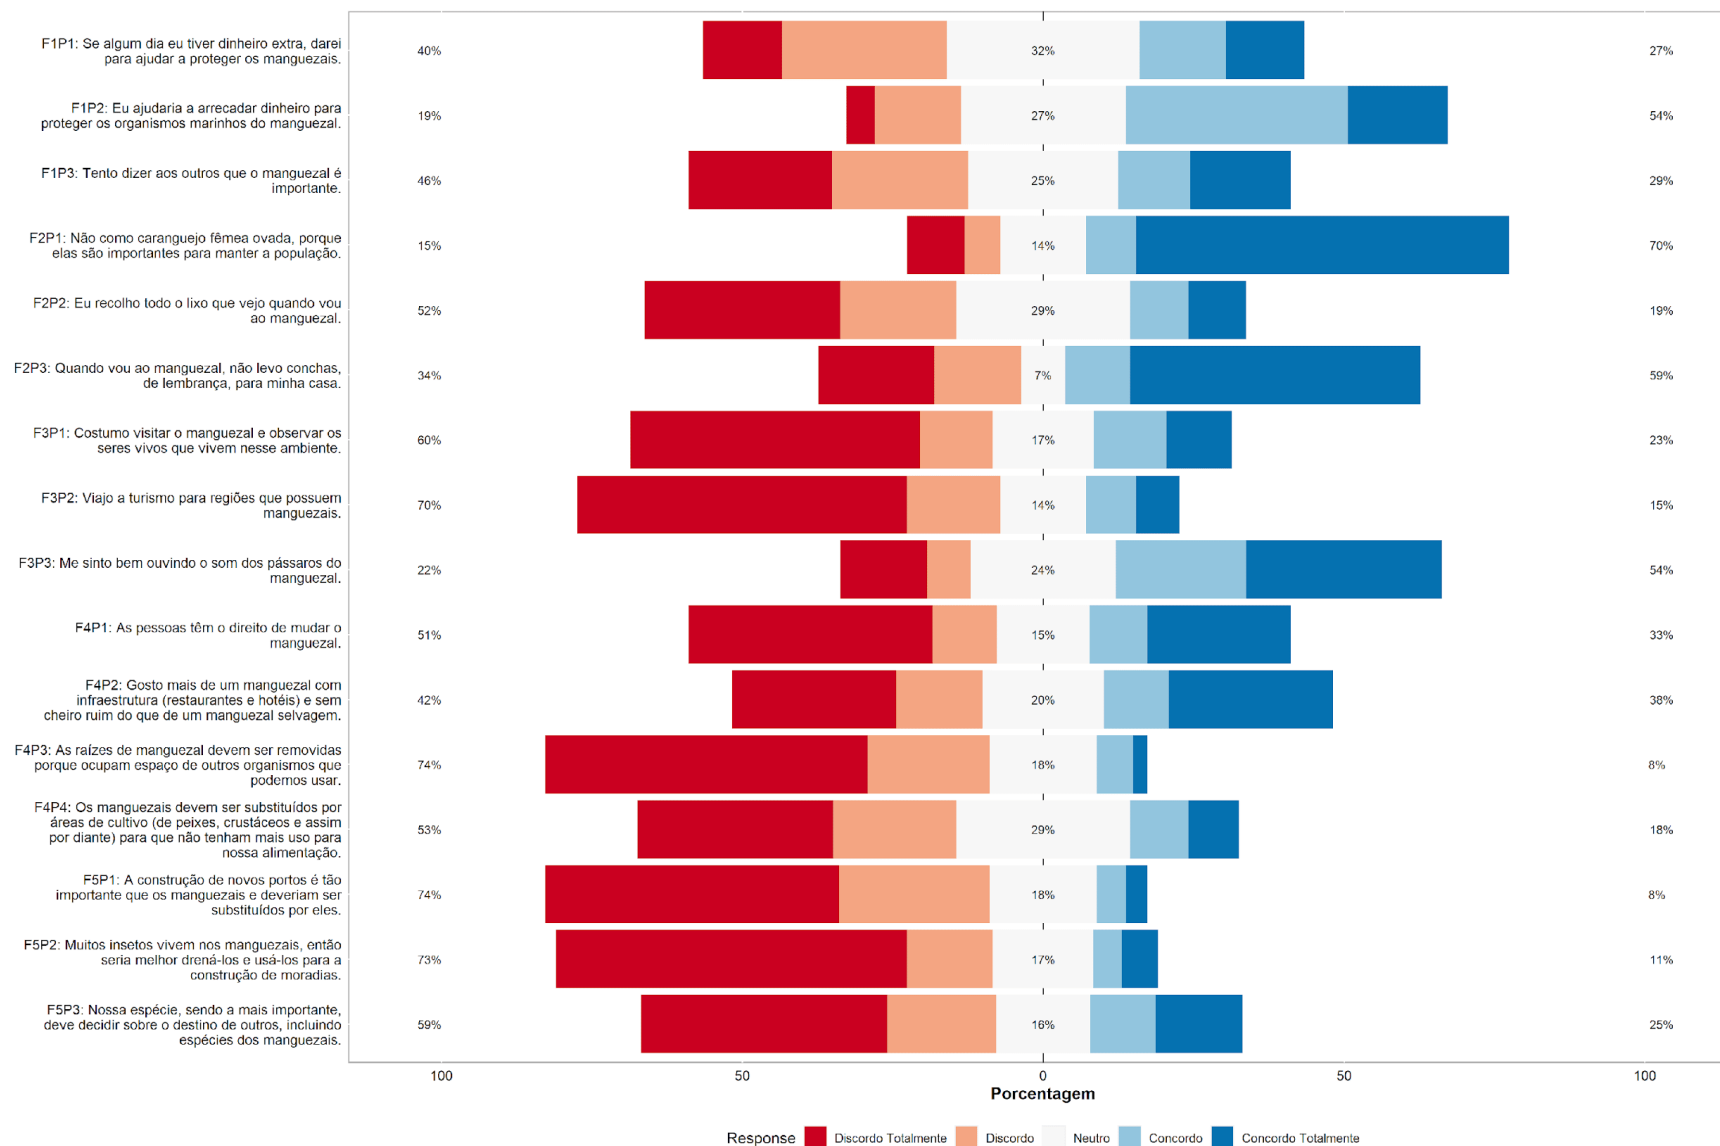 F1P1: Se algum dia eu tiver dinheiro extra, darei
para ajudar a proteger os manguezais.
40%
32%
27%
F1P2: Eu ajudaria a arrecadar dinheiro para
proteger os organismos marinhos do manguezal.
19%
27%
54%
F1P3: Tento dizer aos outros que o manguezal é
importante.
46%
25%
29%
F2P1: Não como caranguejo fêmea ovada, porque
elas são importantes para manter a população.
15%
14%
70%
F2P2: Eu recolho todo o lixo que vejo quando vou
ao manguezal.
52%
29%
19%
F2P3: Quando vou ao manguezal, não levo conchas,
de lembrança, para minha casa.
34%
7%
59%
F3P1: Costumo visitar o manguezal e observar os
seres vivos que vivem nesse ambiente.
60%
17%
23%
F3P2: Viajo a turismo para regiões que possuem
manguezais.
70%
14%
15%
F3P3: Me sinto bem ouvindo o som dos pássaros do
manguezal.
22%
24%
54%
F4P1: As pessoas têm o direito de mudar o
manguezal.
51%
15%
33%
F4P2: Gosto mais de um manguezal com
infraestrutura (restaurantes e hotéis) e sem
cheiro ruim do que de um manguezal selvagem.
42%
20%
38%
F4P3: As raízes de manguezal devem ser removidas
porque ocupam espaço de outros organismos que
podemos usar.
74%
18%
8%
F4P4: Os manguezais devem ser substituídos por
áreas de cultivo (de peixes, crustáceos e assim
por diante) para que não tenham mais uso para
nossa alimentação.
53%
29%
18%
F5P1: A construção de novos portos é tão
importante que os manguezais e deveriam ser
substituídos por eles.
74%
18%
8%
F5P2: Muitos insetos vivem nos manguezais, então
seria melhor drená-los e usá-los para a
construção de moradias.
73%
17%
11%
F5P3: Nossa espécie, sendo a mais importante,
deve decidir sobre o destino de outros, incluindo
espécies dos manguezais.
59%
16%
25%
100 50 0 50 100
Porcentagem
Response Discordo Totalmente Discordo Neutro Concordo Concordo Totalmente